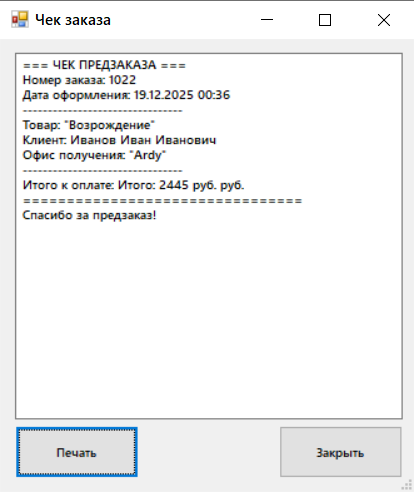 Чек заказа
=== ЧЕК ПРЕДЗАКАЗА ===
Номер заказа: 1022
Дата оформления: 19.12.2025 00:36
--------------------------------
Товар: "Возрождение"
Клиент: Иванов Иван Иванович
Офис получения: "Ardy"
--------------------------------
Итого к оплате: Итого: 2445 руб. руб.
================================
Спасибо за предзаказ!
Печать
Закрыть